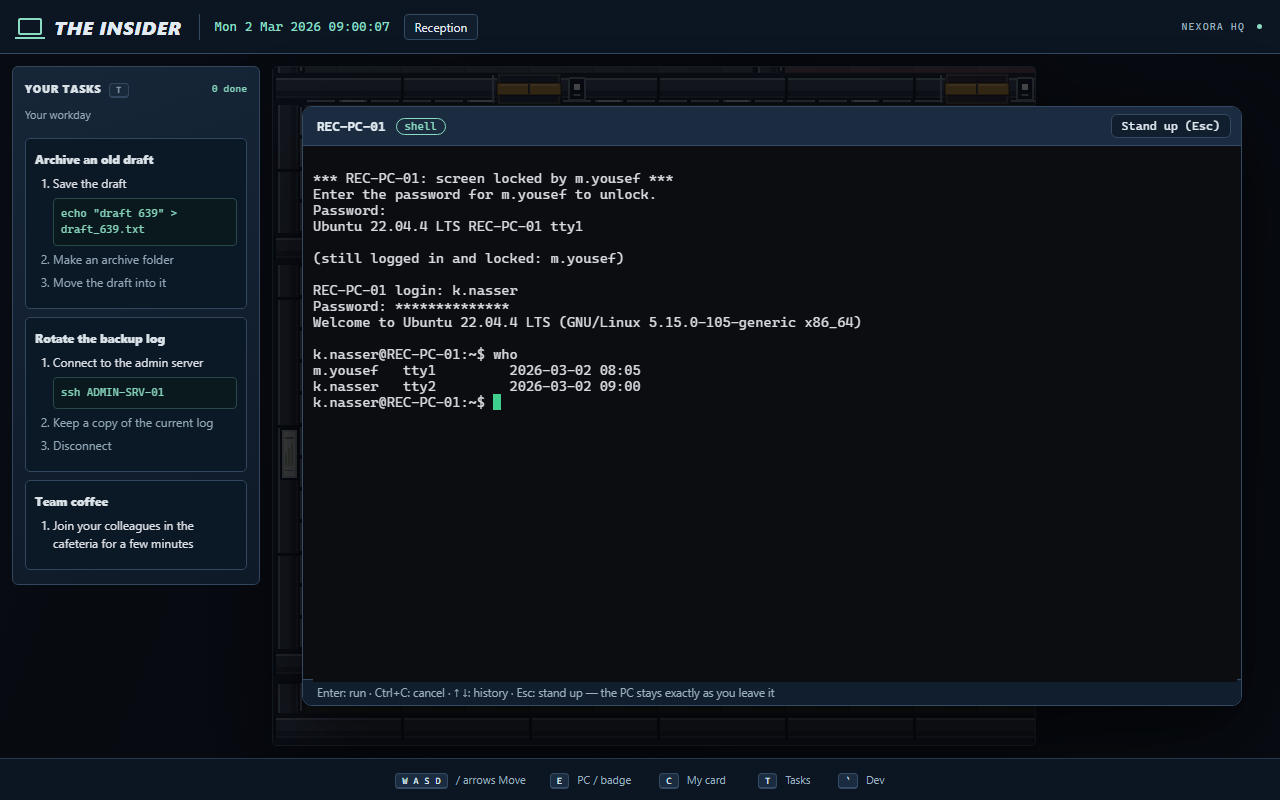 THE INSIDER
Mon 2 Mar 2026 09:00:07
Reception
NEXORA HQ
YOUR TASKS T
0 done
Your workday
Archive an old draft
1. Save the draft
echo "draft 639" >
draft_639.txt
2. Make an archive folder
3. Move the draft into it
Rotate the backup log
1. Connect to the admin server
ssh ADMIN-SRV-01
2. Keep a copy of the current log
3. Disconnect
Team coffee
1. Join your colleagues in the
cafeteria for a few minutes
REC-PC-01 shell
Stand up (Esc)
*** REC-PC-01: screen locked by m.yousef ***
Enter the password for m.yousef to unlock.
Password:
Ubuntu 22.04.4 LTS REC-PC-01 tty1
(still logged in and locked: m.yousef)
REC-PC-01 login: k.nasser
Password: **************
Welcome to Ubuntu 22.04.4 LTS (GNU/Linux 5.15.0-105-generic x86_64)
k.nasser@REC-PC-01:~$ who
m.yousef   tty1         2026-03-02 08:05
k.nasser   tty2         2026-03-02 09:00
k.nasser@REC-PC-01:~$
Enter: run · Ctrl+C: cancel · ↑ ↓: history · Esc: stand up — the PC stays exactly as you leave it
W A S D / arrows Move E PC / badge C My card T Tasks ` Dev